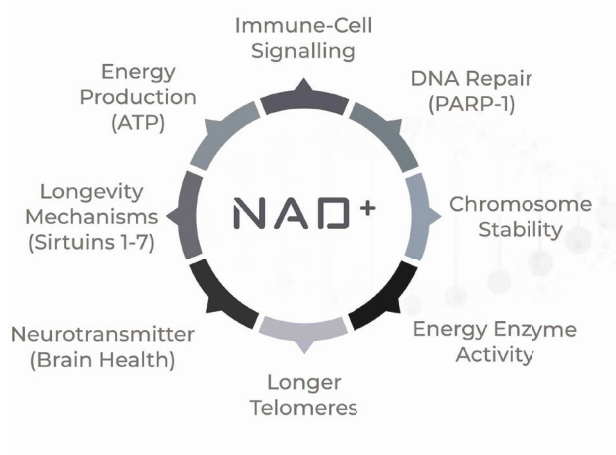 Immune-Cell
Signalling
DNA Repair
(PARP-1)
Chromosome
Stability
Energy Enzyme
Activity
Longer
Telomeres
Neurotransmitter
(Brain Health)
Longevity
Mechanisms
(Sirtuins 1-7)
Energy
Production
(ATP)
NAD+